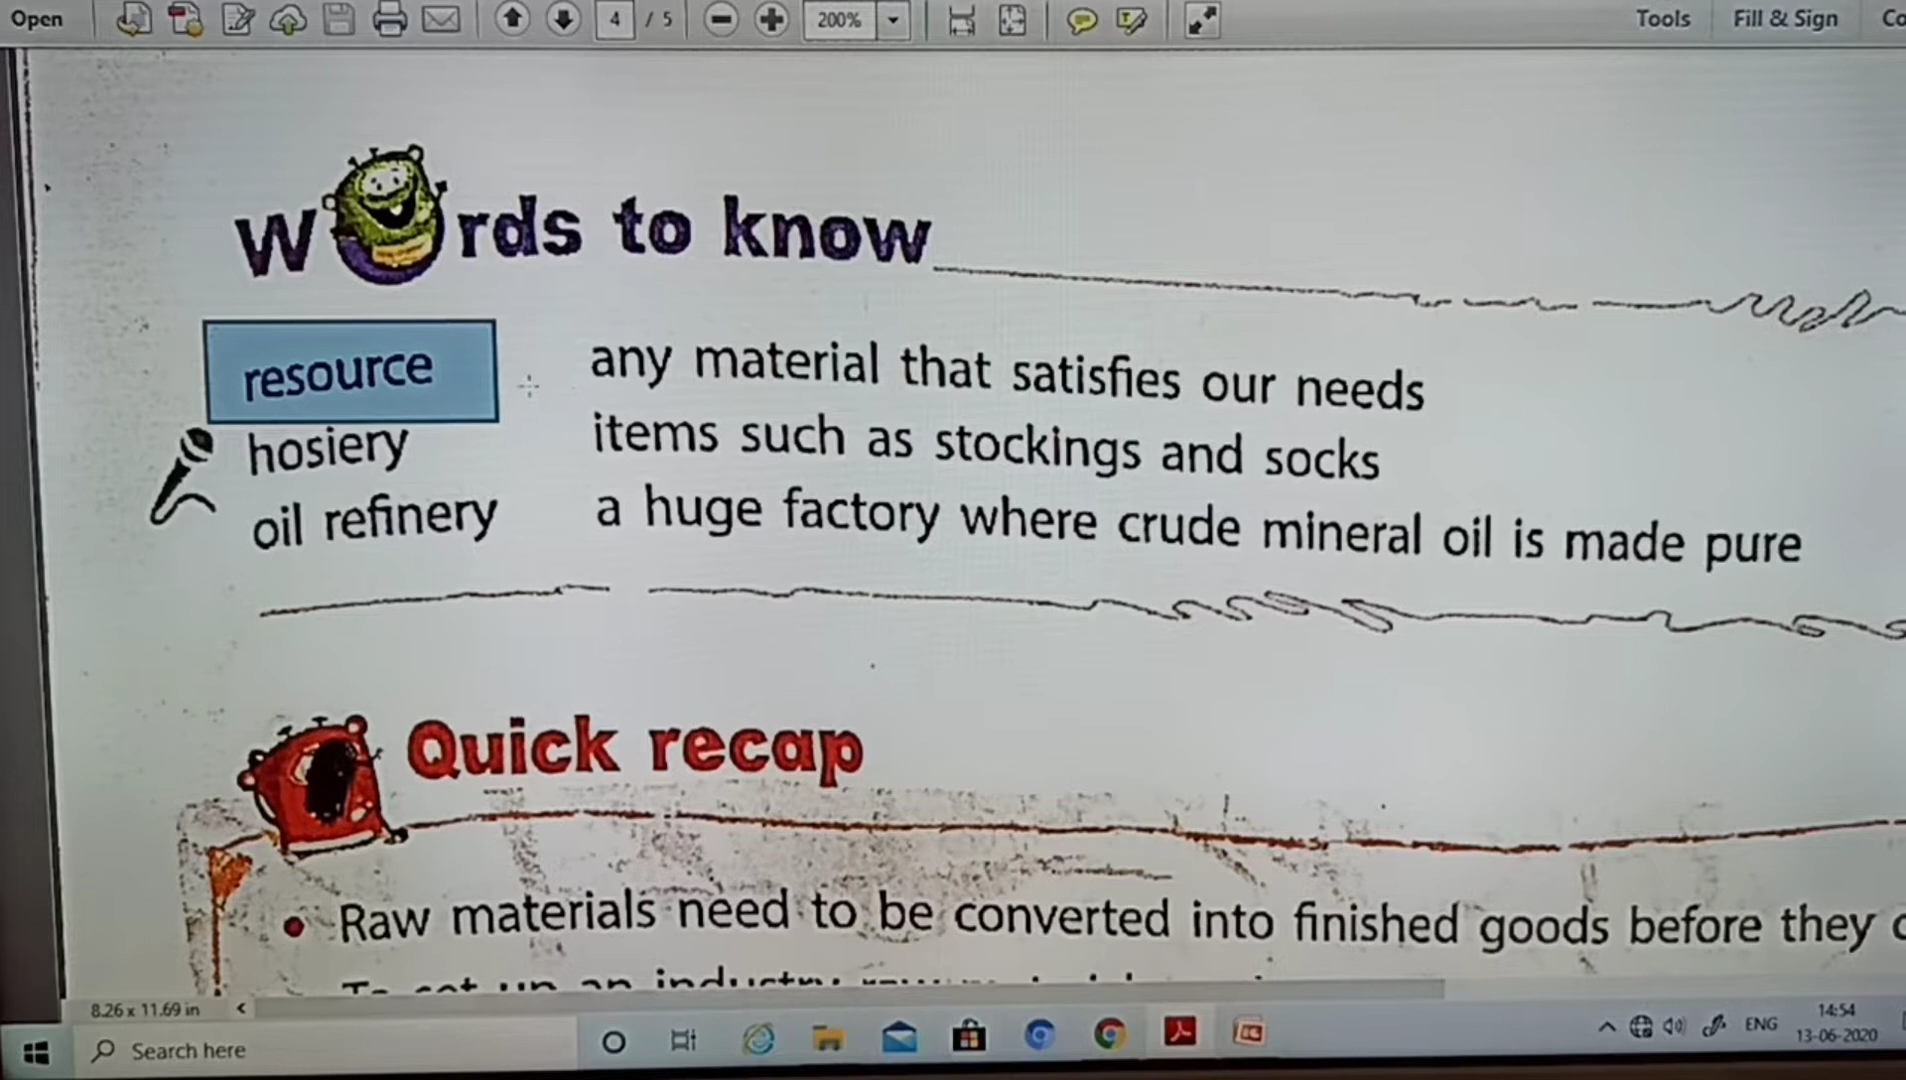 Open 4 / 5 200% Tools Fill & Sign
Words to know
resource any material that satisfies our needs
hosiery items such as stockings and socks
oil refinery a huge factory where crude mineral oil is made pure
Quick recap
• Raw materials need to be converted into finished goods before they
8.26 x 11.69 in
Search here ENG 14:54
13-06-2020